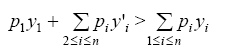 p₁y₁ + ∑_{2≤i≤n} pᵢy'ᵢ > ∑_{1≤i≤n} pᵢyᵢ